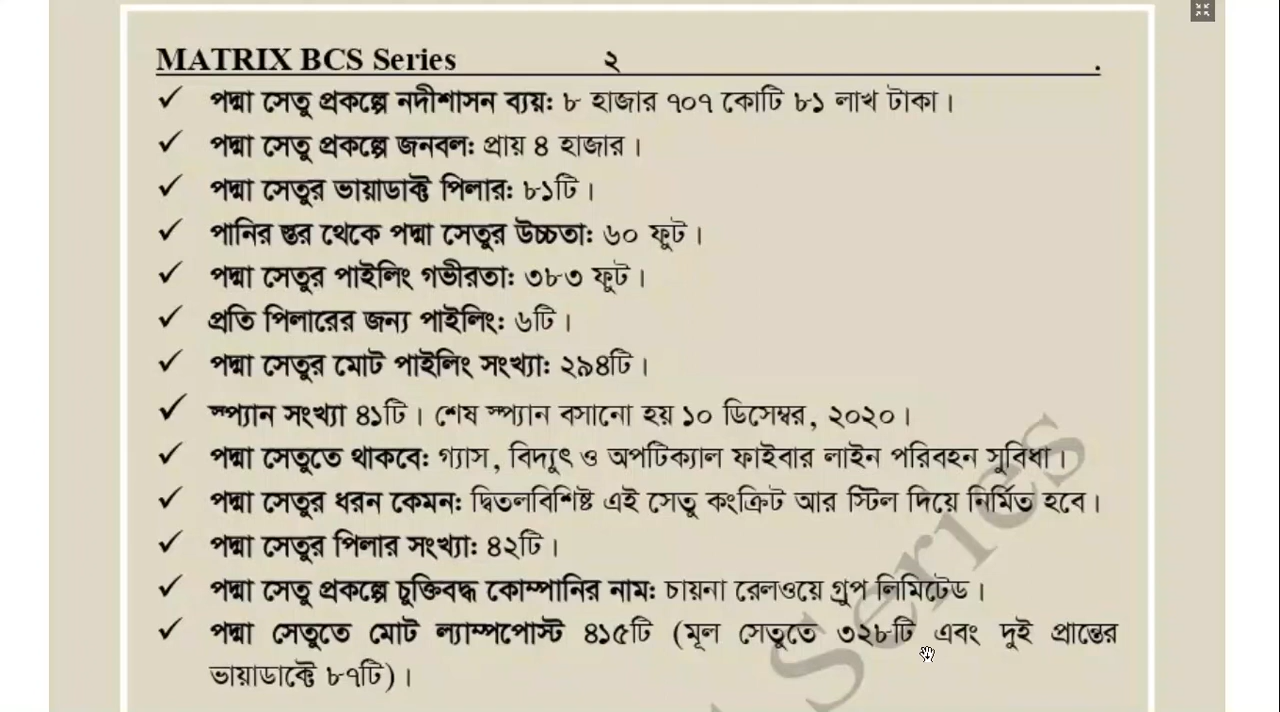 MATRIX BCS Series ২ .
✓ পদ্মা সেতু প্রকল্পে নদীশাসন ব্যয়ঃ ৮ হাজার ৭০৭ কোটি ৮১ লাখ টাকা।
✓ পদ্মা সেতু প্রকল্পে জনবলঃ প্রায় ৪ হাজার।
✓ পদ্মা সেতুর ভায়াডাক্ট পিলারঃ ৮১টি।
✓ পানির স্তর থেকে পদ্মা সেতুর উচ্চতাঃ ৬০ ফুট।
✓ পদ্মা সেতুর পাইলিং গভীরতাঃ ৩৮৩ ফুট।
✓ প্রতি পিলারের জন্য পাইলিংঃ ৬টি।
✓ পদ্মা সেতুর মোট পাইলিং সংখ্যাঃ ২৯৪টি।
✓ স্প্যান সংখ্যা ৪১টি। শেষ স্প্যান বসানো হয় ১০ ডিসেম্বর, ২০২০।
✓ পদ্মা সেতুতে থাকবেঃ গ্যাস, বিদ্যুৎ ও অপটিক্যাল ফাইবার লাইন পরিবহন সুবিধা।
✓ পদ্মা সেতুর ধরন কেমনঃ দ্বিতলবিশিষ্ট এই সেতু কংক্রিট আর স্টিল দিয়ে নির্মিত হবে।
✓ পদ্মা সেতুর পিলার সংখ্যাঃ ৪২টি।
✓ পদ্মা সেতু প্রকল্পে চুক্তিবদ্ধ কোম্পানির নামঃ চায়না রেলওয়ে গ্রুপ লিমিটেড।
✓ পদ্মা সেতুতে মোট ল্যাম্পপোস্ট ৪১৫টি (মূল সেতুতে ৩২৮টি এবং দুই প্রান্তের
ভায়াডাক্টে ৮৭টি)।
Series